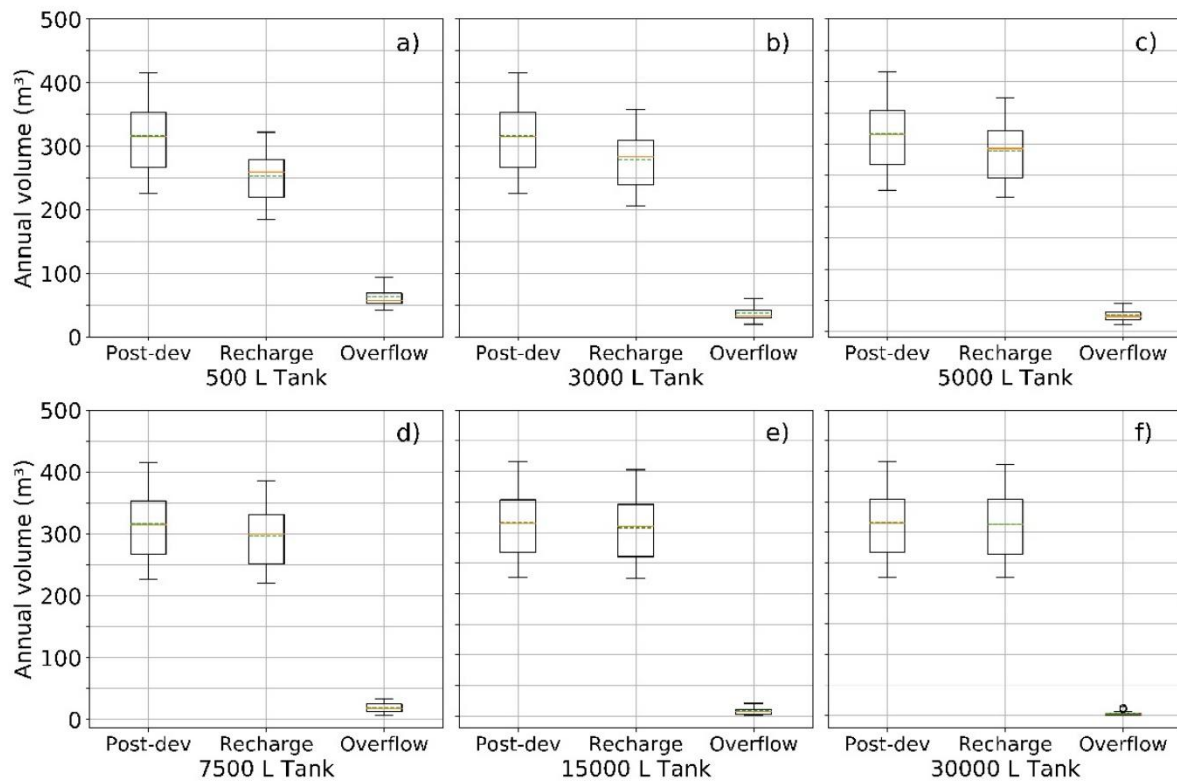 500
400
300
200
100
0
Annual volume (m³)
a)
b)
c)
Post-dev Recharge Overflow
500 L Tank
Post-dev Recharge Overflow
3000 L Tank
Post-dev Recharge Overflow
5000 L Tank
500
400
300
200
100
0
Annual volume (m³)
d)
e)
f)
Post-dev Recharge Overflow
7500 L Tank
Post-dev Recharge Overflow
15000 L Tank
Post-dev Recharge Overflow
30000 L Tank